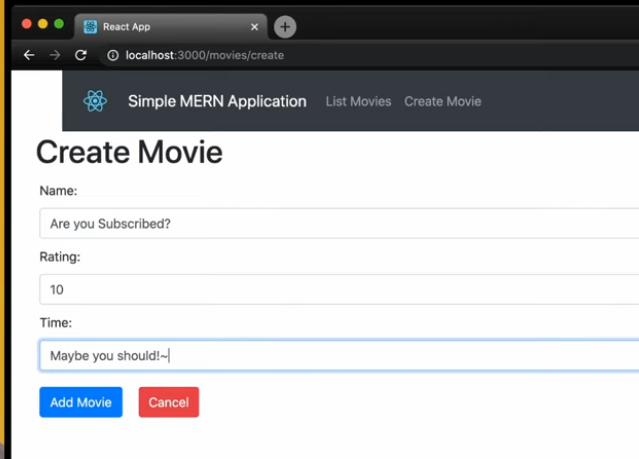 React App
localhost:3000/movies/create
Simple MERN Application List Movies Create Movie
Create Movie
Name:
Are you Subscribed?
Rating:
10
Time:
Maybe you should!~
Add Movie Cancel